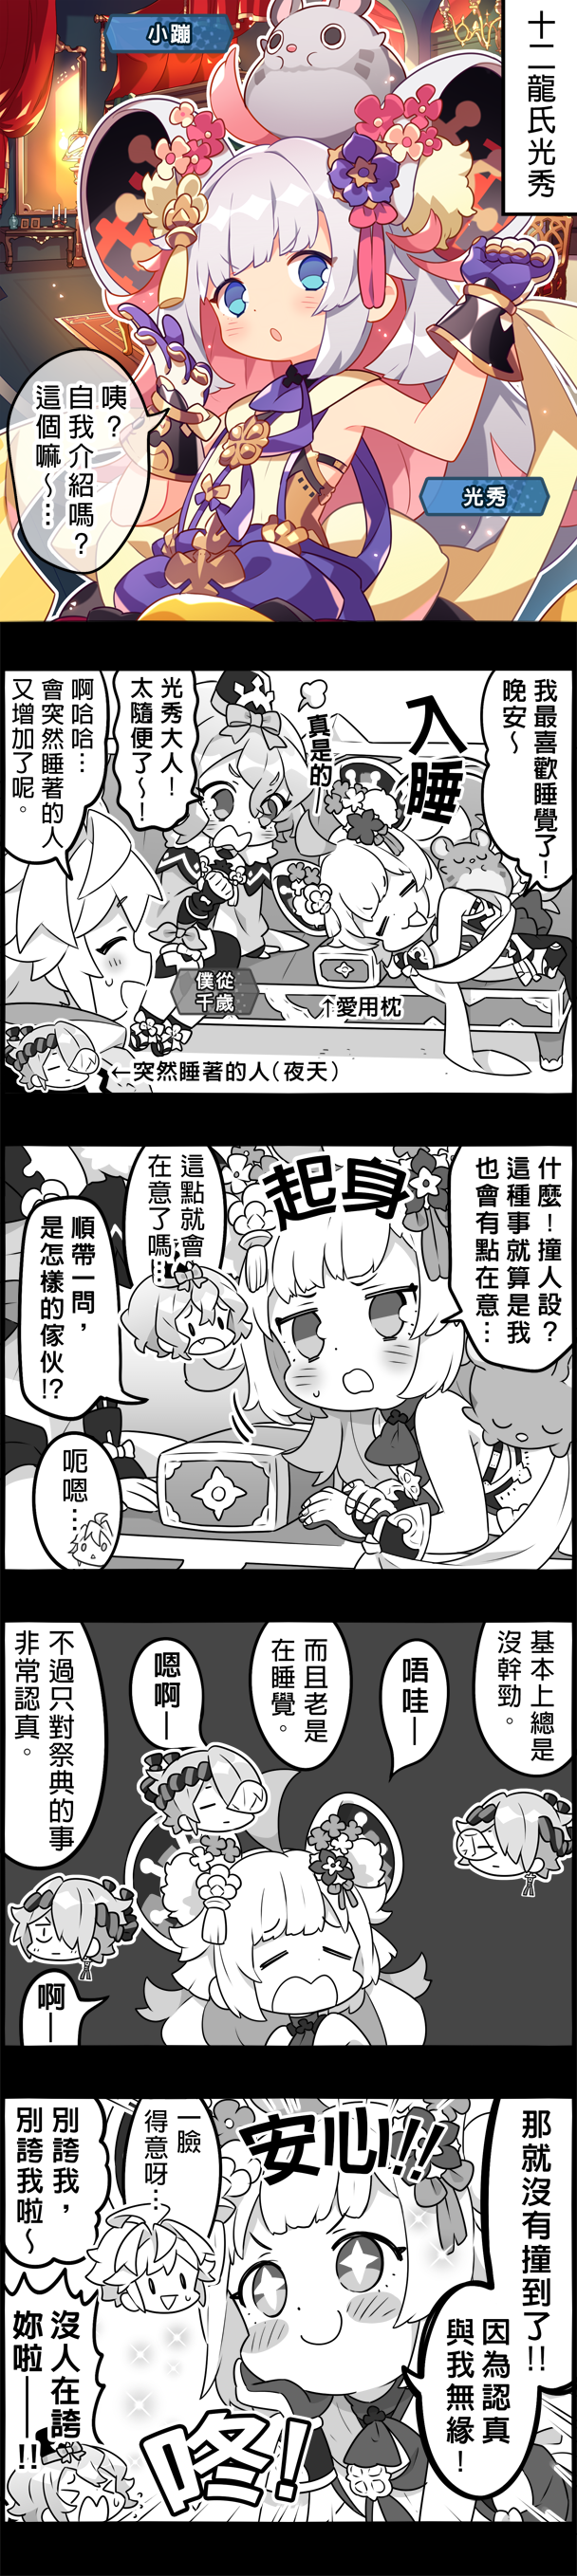 十二龍氏光秀
小蹦
咦？
自我介紹嗎？
這個嘛～…
光秀
我最喜歡睡覺了！
晚安～
入睡
真是的—
光秀大人！
太隨便了～！
啊哈哈…
會突然睡著的人
又增加了呢。
僕從
千歲
↑愛用枕
←突然睡著的人（夜天）
什麼！撞人設？
這種事就算是我
也會有點在意…
起身
這點就會
在意了嗎…
順帶一問，
是怎樣的傢伙!?
呃嗯…
基本上總是
沒幹勁。
唔哇—
而且老是
在睡覺。
嗯啊—
不過只對祭典的事
非常認真。
啊—
那就沒有撞到了!!
因為認真
與我無緣！
安心!!
一臉
得意呀…
別誇我，
別誇我啦～
沒人在誇
妳啦——!!
咚！